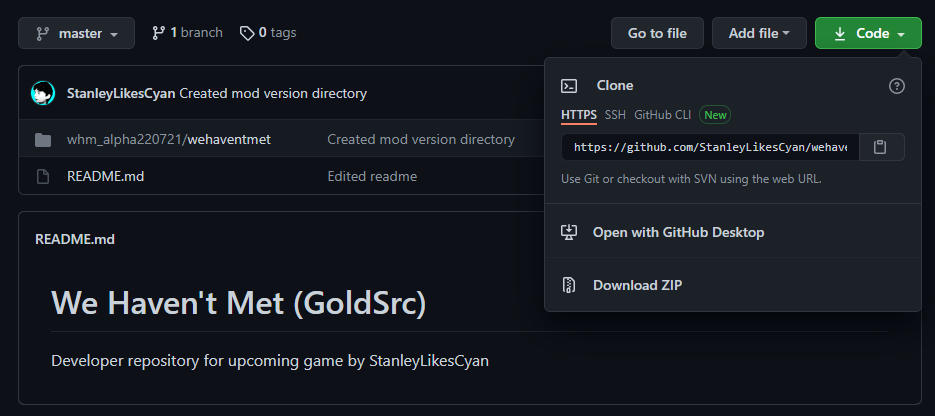 master 1 branch 0 tags Go to file Add file Code
StanleyLikesCyan Created mod version directory
Clone
whm_alpha220721/wehaventmet Created mod version directory
HTTPS SSH GitHub CLI New
https://github.com/StanleyLikesCyan/wehave
README.md Edited readme
Use Git or checkout with SVN using the web URL.
Open with GitHub Desktop
Download ZIP
README.md
We Haven't Met (GoldSrc)
Developer repository for upcoming game by StanleyLikesCyan